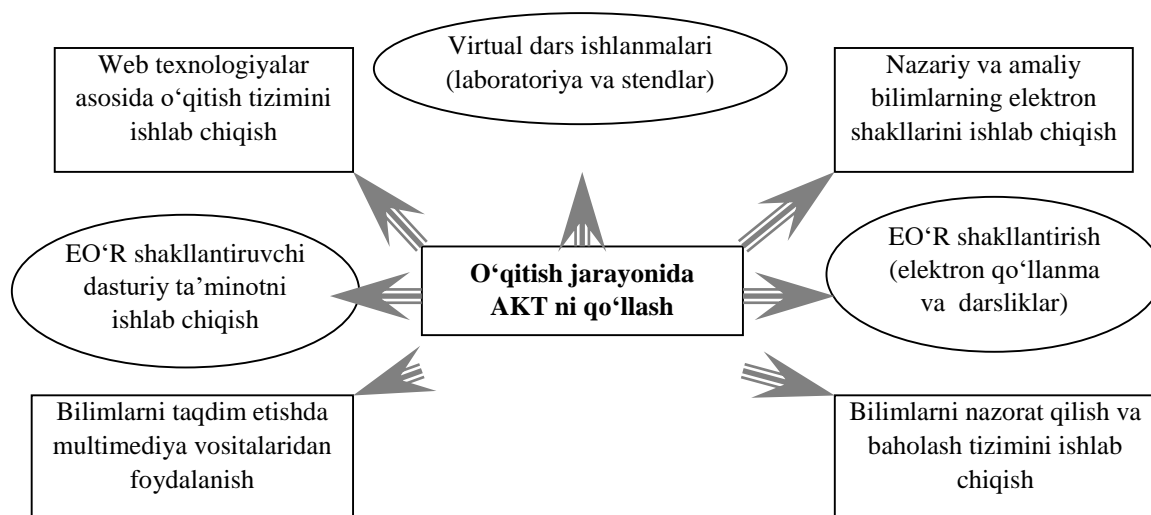 Web texnologiyalar
asosida o‘qitish tizimini
ishlab chiqish
Virtual dars ishlanmalari
(laboratoriya va stendlar)
Nazariy va amaliy
bilimlarning elektron
shakllarini ishlab chiqish
EO‘R shakllantiruvchi
dasturiy ta’minotni
ishlab chiqish
O‘qitish jarayonida
AKT ni qo‘llash
EO‘R shakllantirish
(elektron qo‘llanma
va darsliklar)
Bilimlarni taqdim etishda
multimediya vositalaridan
foydalanish
Bilimlarni nazorat qilish va
baholash tizimini ishlab
chiqish